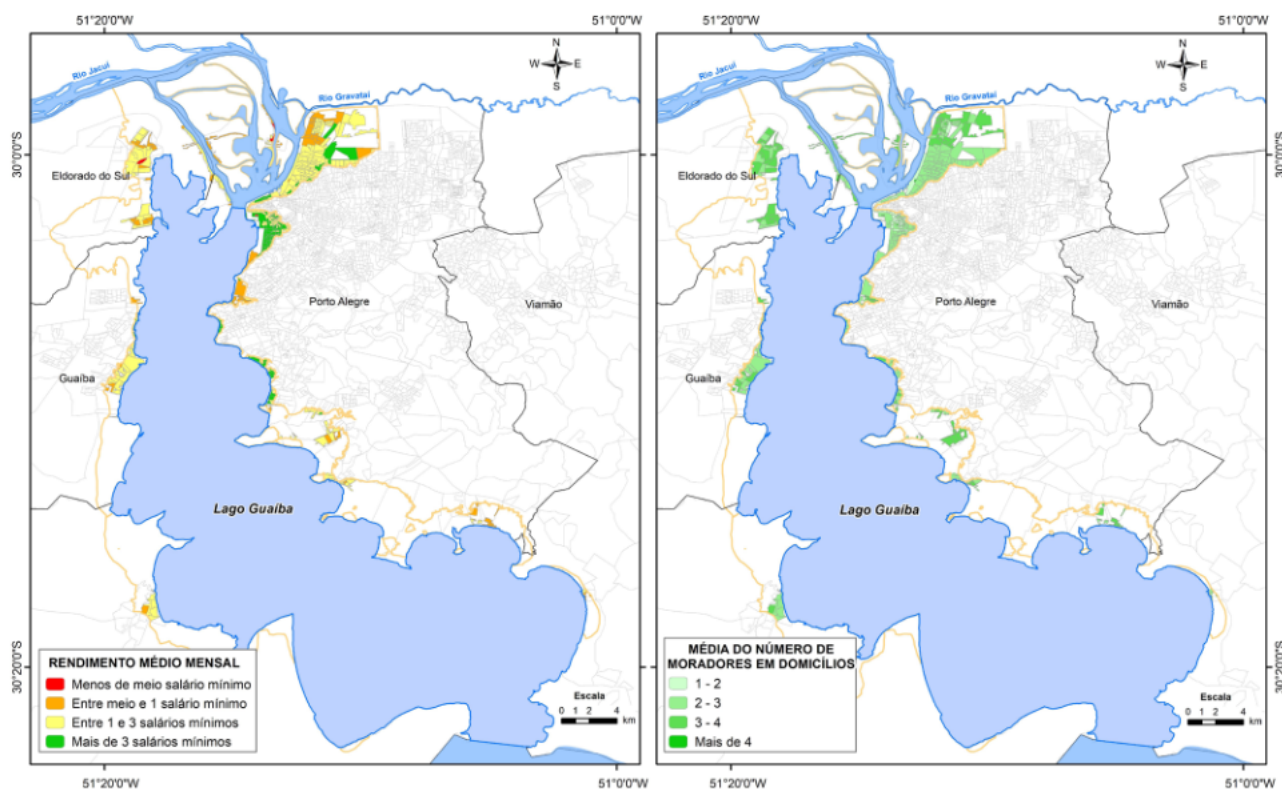 51°20'0"W
51°0'0"W
N
W E
S
Rio Jacuí
Rio Gravataí
30°0'0"S
Eldorado do Sul
Porto Alegre
Viamão
Guaíba
Lago Guaíba
30°20'0"S
RENDIMENTO MÉDIO MENSAL
Menos de meio salário mínimo
Entre meio e 1 salário mínimo
Entre 1 e 3 salários mínimos
Mais de 3 salários mínimos
Escala
0 1 2 4
km
51°20'0"W
51°0'0"W
51°20'0"W
51°0'0"W
N
W E
S
Rio Jacuí
Rio Gravataí
30°0'0"S
Eldorado do Sul
Porto Alegre
Viamão
Guaíba
Lago Guaíba
30°20'0"S
MÉDIA DO NÚMERO DE
MORADORES EM DOMICÍLIOS
1 - 2
2 - 3
3 - 4
Mais de 4
Escala
0 1 2 4
km
51°20'0"W
51°0'0"W